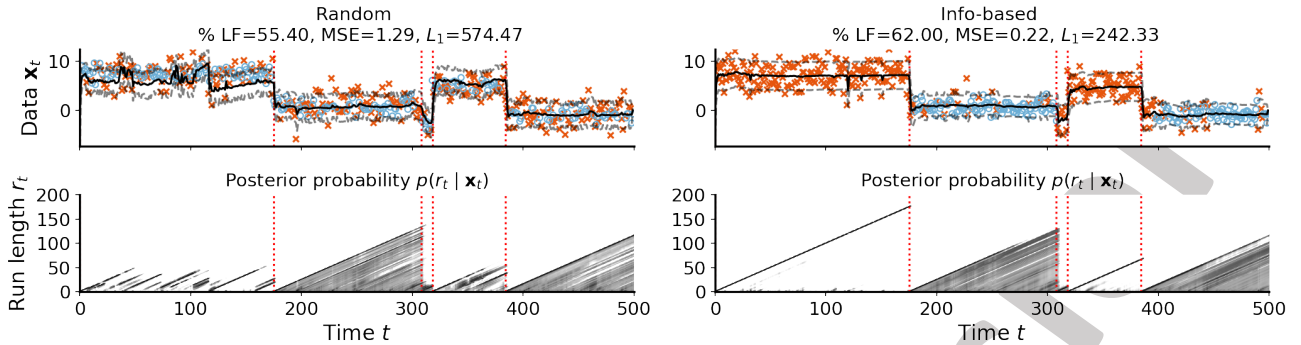 Random
% LF=55.40, MSE=1.29, L₁=574.47
Data xₜ
10
0
Posterior probability p(rₜ | xₜ)
Run length rₜ
200
150
100
50
0
0 100 200 300 400 500
Time t
Info-based
% LF=62.00, MSE=0.22, L₁=242.33
10
0
Posterior probability p(rₜ | xₜ)
200
150
100
50
0
0 100 200 300 400 500
Time t